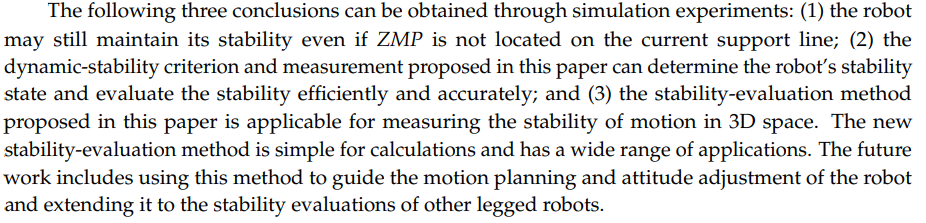 The following three conclusions can be obtained through simulation experiments: (1) the robot
may still maintain its stability even if ZMP is not located on the current support line; (2) the
dynamic-stability criterion and measurement proposed in this paper can determine the robot's stability
state and evaluate the stability efficiently and accurately; and (3) the stability-evaluation method
proposed in this paper is applicable for measuring the stability of motion in 3D space. The new
stability-evaluation method is simple for calculations and has a wide range of applications. The future
work includes using this method to guide the motion planning and attitude adjustment of the robot
and extending it to the stability evaluations of other legged robots.